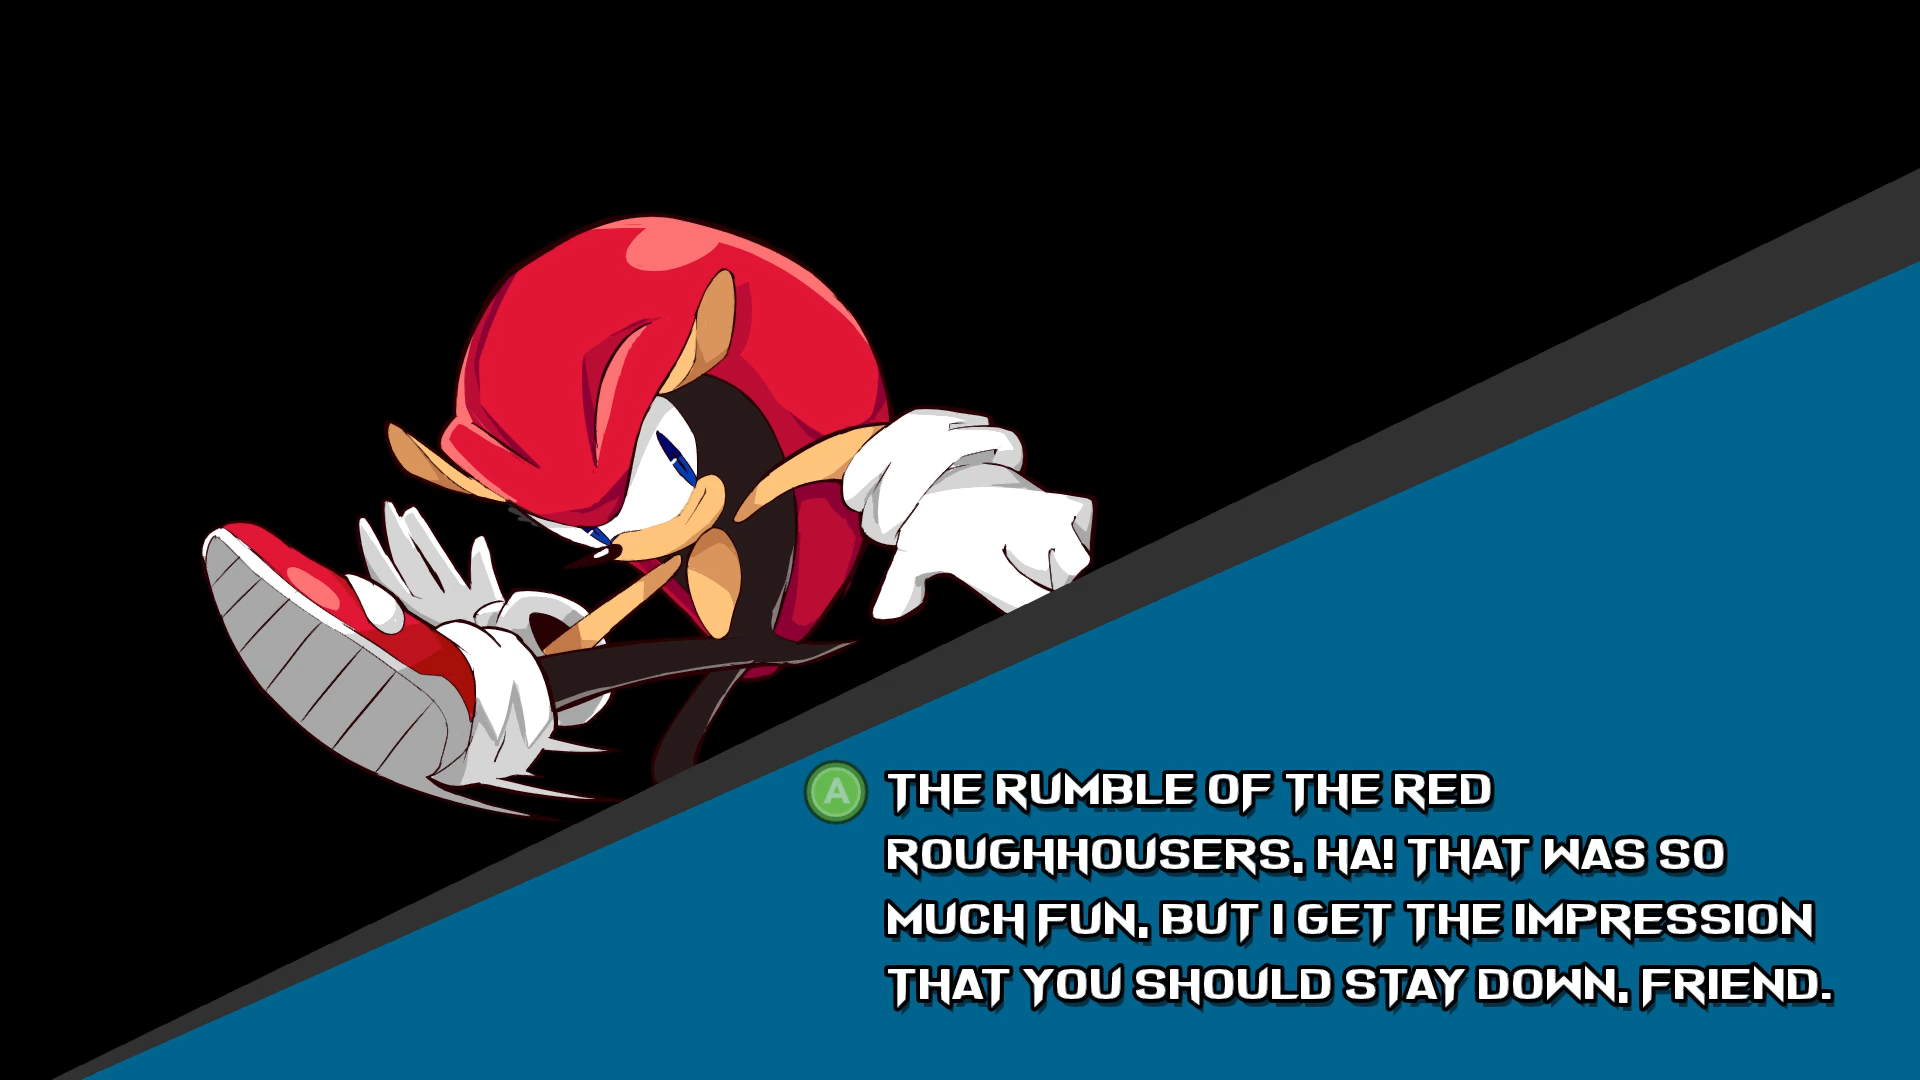 A THE RUMBLE OF THE RED
ROUGHHOUSERS. HA! THAT WAS SO
MUCH FUN. BUT I GET THE IMPRESSION
THAT YOU SHOULD STAY DOWN, FRIEND.